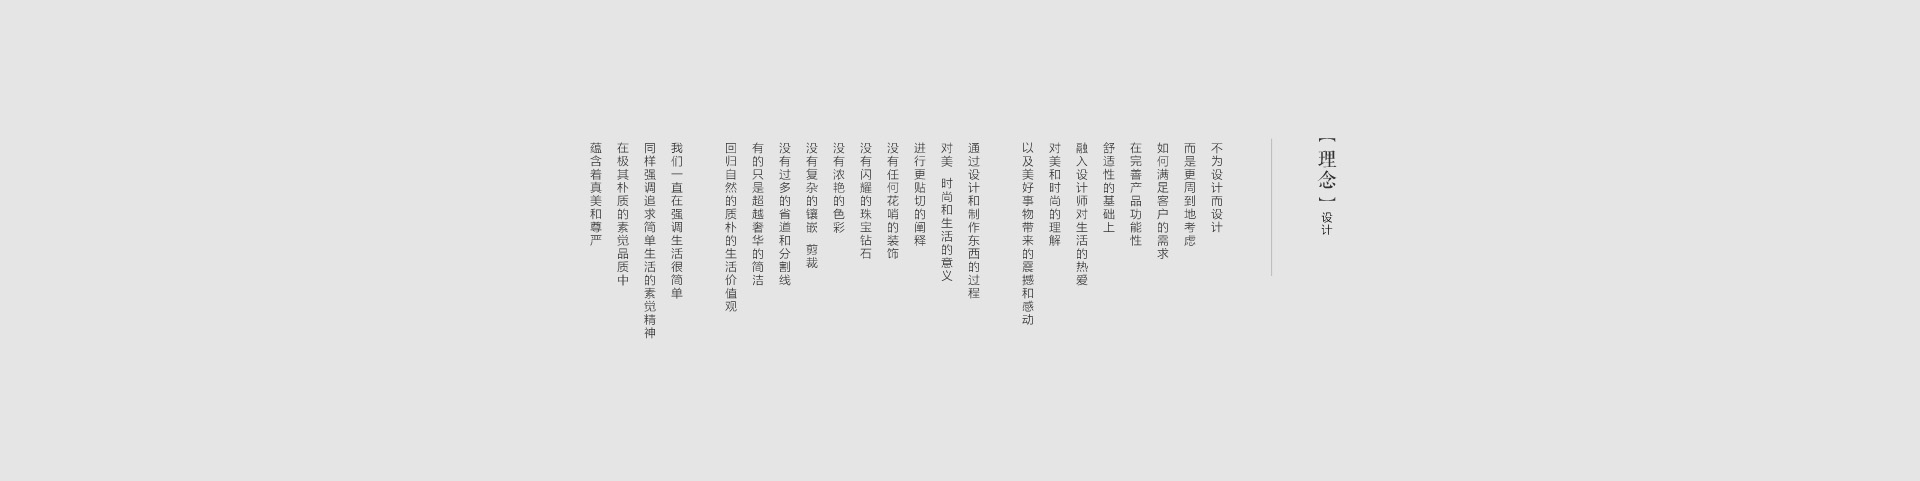 【理念】设计
不为设计而设计
而是更周到地考虑
如何满足客户的需求
在完善产品功能性
舒适性的基础上
融入设计师对生活的热爱
对美和时尚的理解
以及美好事物带来的震撼和感动
通过设计和制作东西的过程
对美 时尚和生活的意义
进行更贴切的阐释
没有任何花哨的装饰
没有闪耀的珠宝钻石
没有浓艳的色彩
没有复杂的镶嵌 剪裁
没有过多的省道和分割线
有的只是超越奢华的简洁
回归自然的质朴的生活价值观
我们一直在强调生活很简单
同样强调追求简单生活的素觉精神
在极其朴质的素觉品质中
蕴含着真美和尊严